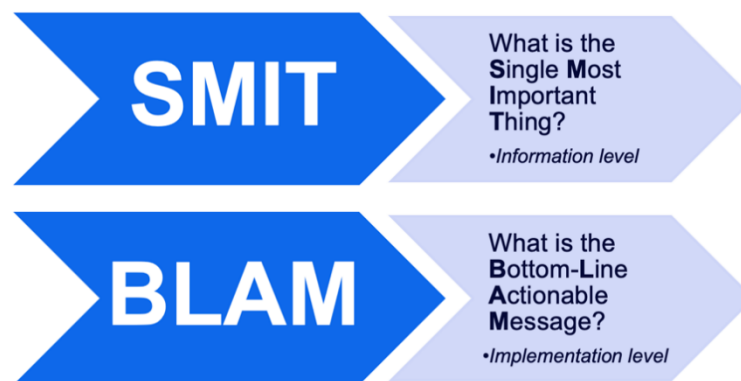 SMIT
What is the
Single Most
Important
Thing?
•Information level
BLAM
What is the
Bottom-Line
Actionable
Message?
•Implementation level